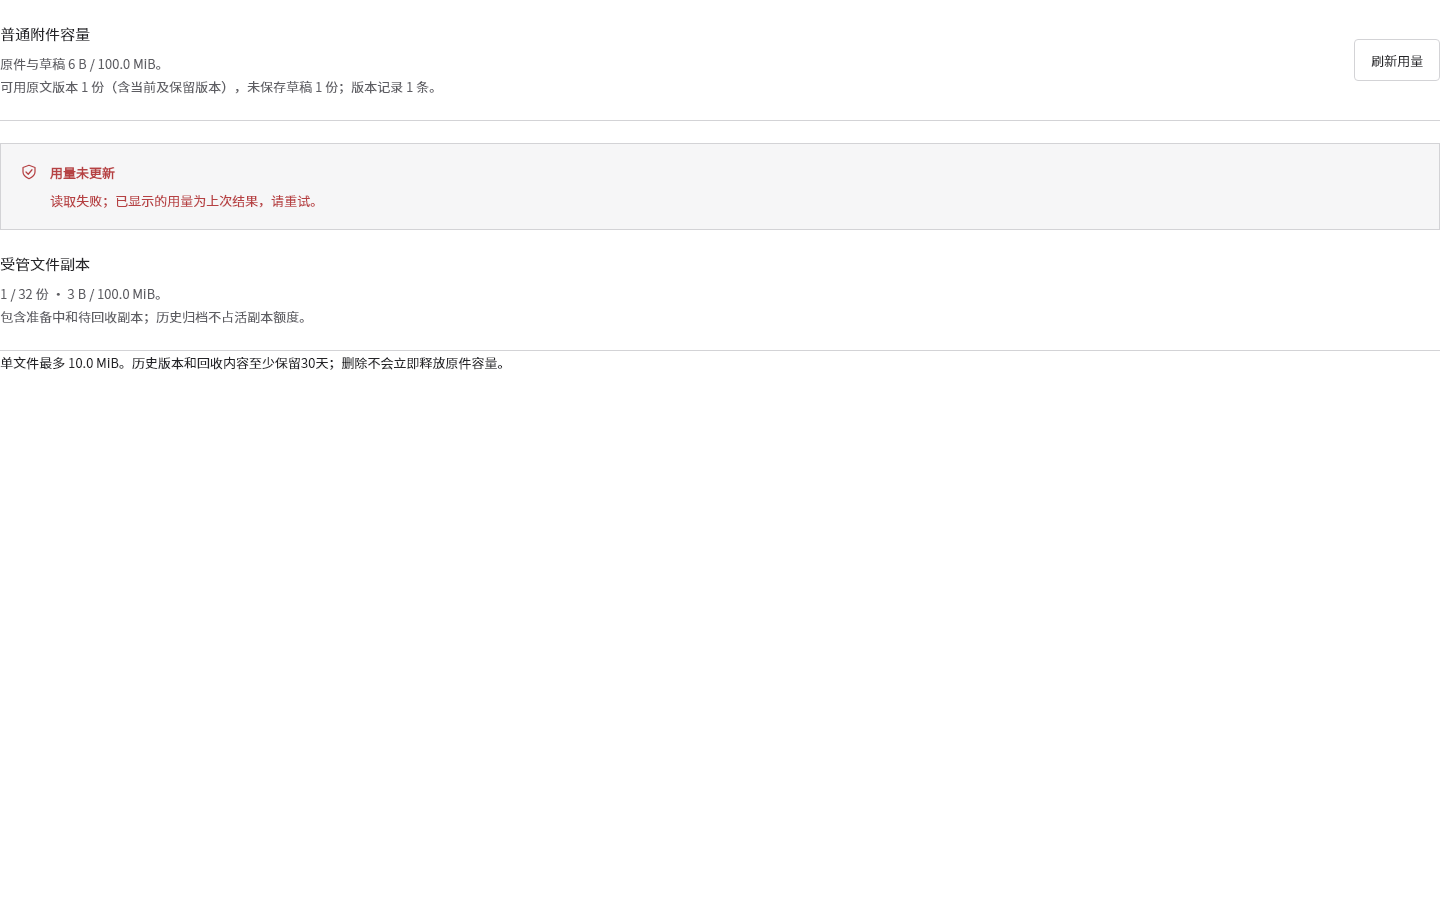 普通附件容量
原件与草稿 6 B / 100.0 MiB。
可用原文版本 1 份（含当前及保留版本），未保存草稿 1 份；版本记录 1 条。
刷新用量
用量未更新
读取失败；已显示的用量为上次结果，请重试。
受管文件副本
1 / 32 份 · 3 B / 100.0 MiB。
包含准备中和待回收副本；历史归档不占活副本额度。
单文件最多 10.0 MiB。历史版本和回收内容至少保留30天；删除不会立即释放原件容量。